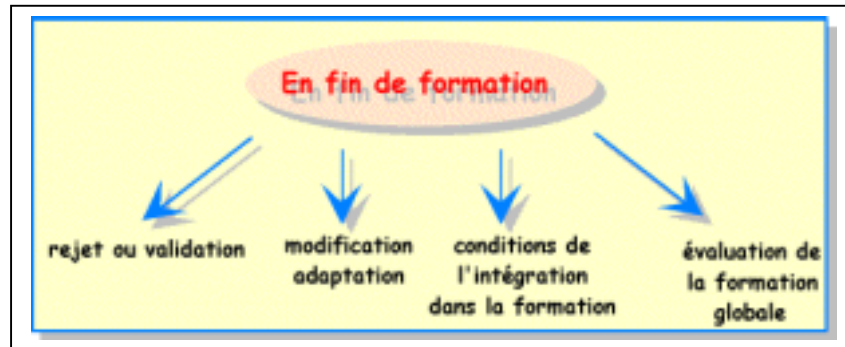 En fin de formation
rejet ou validation
modification
adaptation
conditions de
l'intégration
dans la formation
évaluation de
la formation
globale